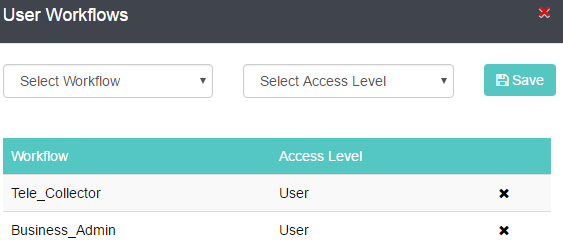 User Workflows
Select Workflow Select Access Level Save
Workflow Access Level
Tele_Collector User
Business_Admin User